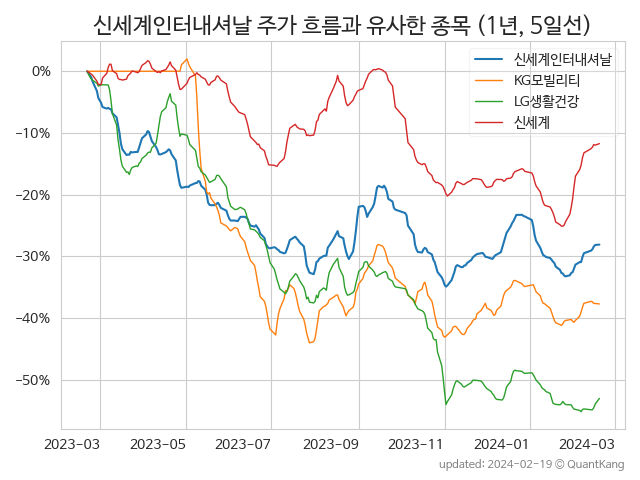 신세계인터내셔날 주가 흐름과 유사한 종목 (1년, 5일선)
신세계인터내셔날
KG모빌리티
LG생활건강
신세계
0%
−10%
−20%
−30%
−40%
−50%
2023-03 2023-05 2023-07 2023-09 2023-11 2024-01 2024-03
updated: 2024-02-19 © QuantKang